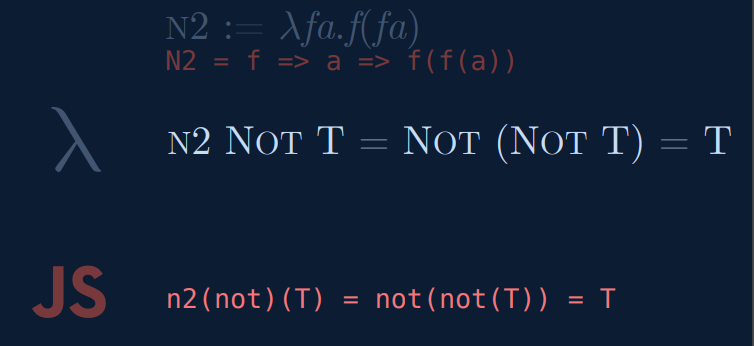 N2 := λfa.f(fa)
N2 = f => a => f(f(a))
λ
N2 NOT T = NOT (NOT T) = T
JS
n2(not)(T) = not(not(T)) = T